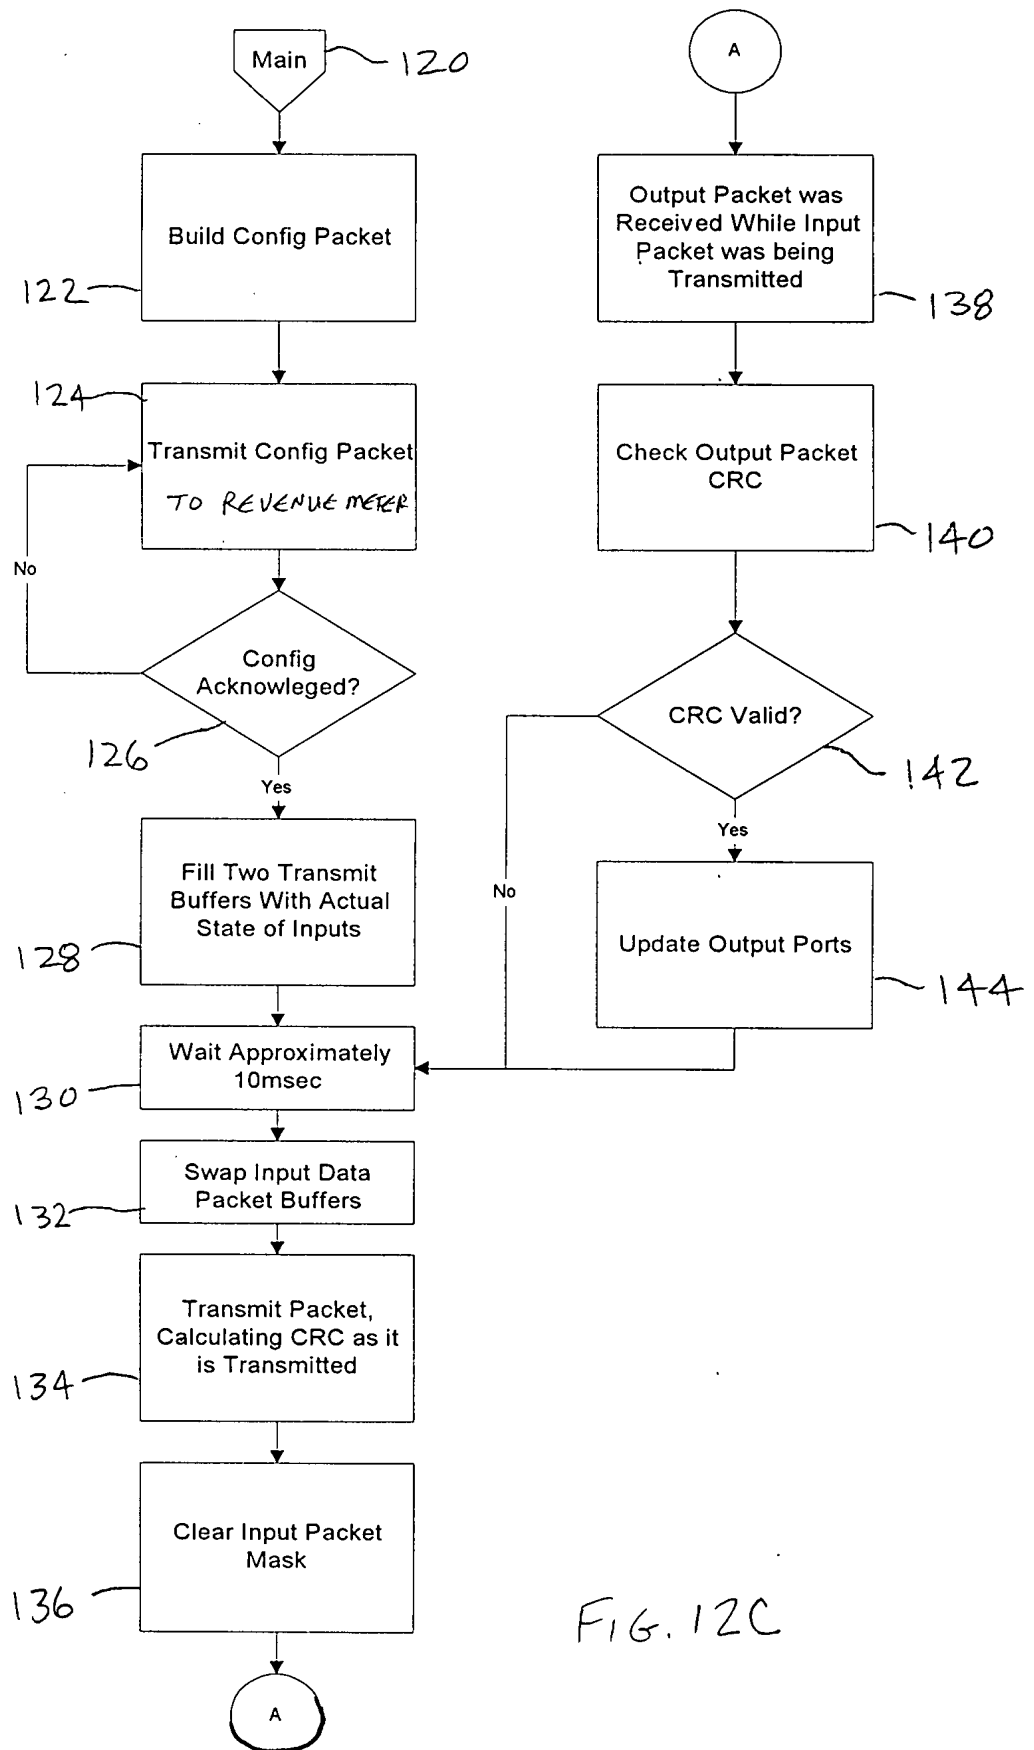 Main
120
Build Config Packet
122
124
Transmit Config Packet
TO REVENUE METER
No
Config
Acknowleged?
126
Yes
Fill Two Transmit
Buffers With Actual
State of Inputs
128
Wait Approximately
10msec
130
Swap Input Data
Packet Buffers
132
Transmit Packet,
Calculating CRC as it
is Transmitted
134
Clear Input Packet
Mask
136
A
A
Output Packet was
Received While Input
Packet was being
Transmitted
138
Check Output Packet
CRC
140
CRC Valid?
142
Yes
No
Update Output Ports
144
FIG. 12C